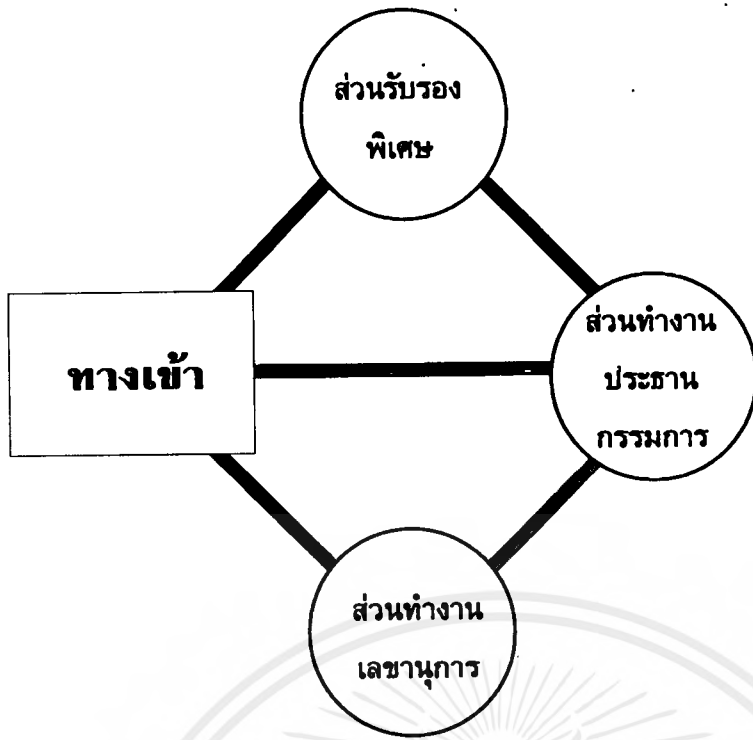 ส่วนรับรอง
พิเศษ
ทางเข้า
ส่วนทำงาน
ประธาน
กรรมการ
ส่วนทำงาน
เลขานุการ